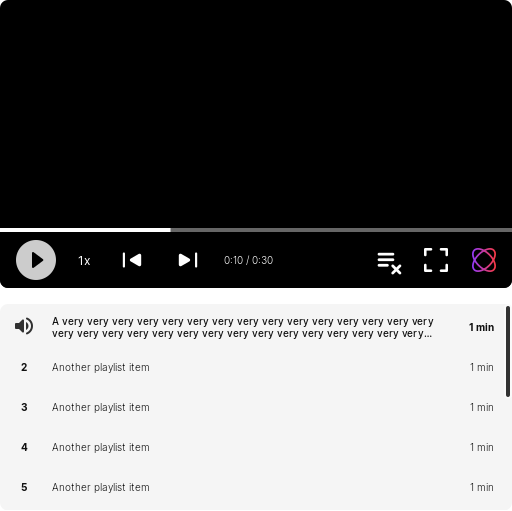 1x
0:10 / 0:30
A very very very very very very very very very very very very very very very
very very very very very very very very very very very very very very very...
1 min
2 Another playlist item 1 min
3 Another playlist item 1 min
4 Another playlist item 1 min
5 Another playlist item 1 min